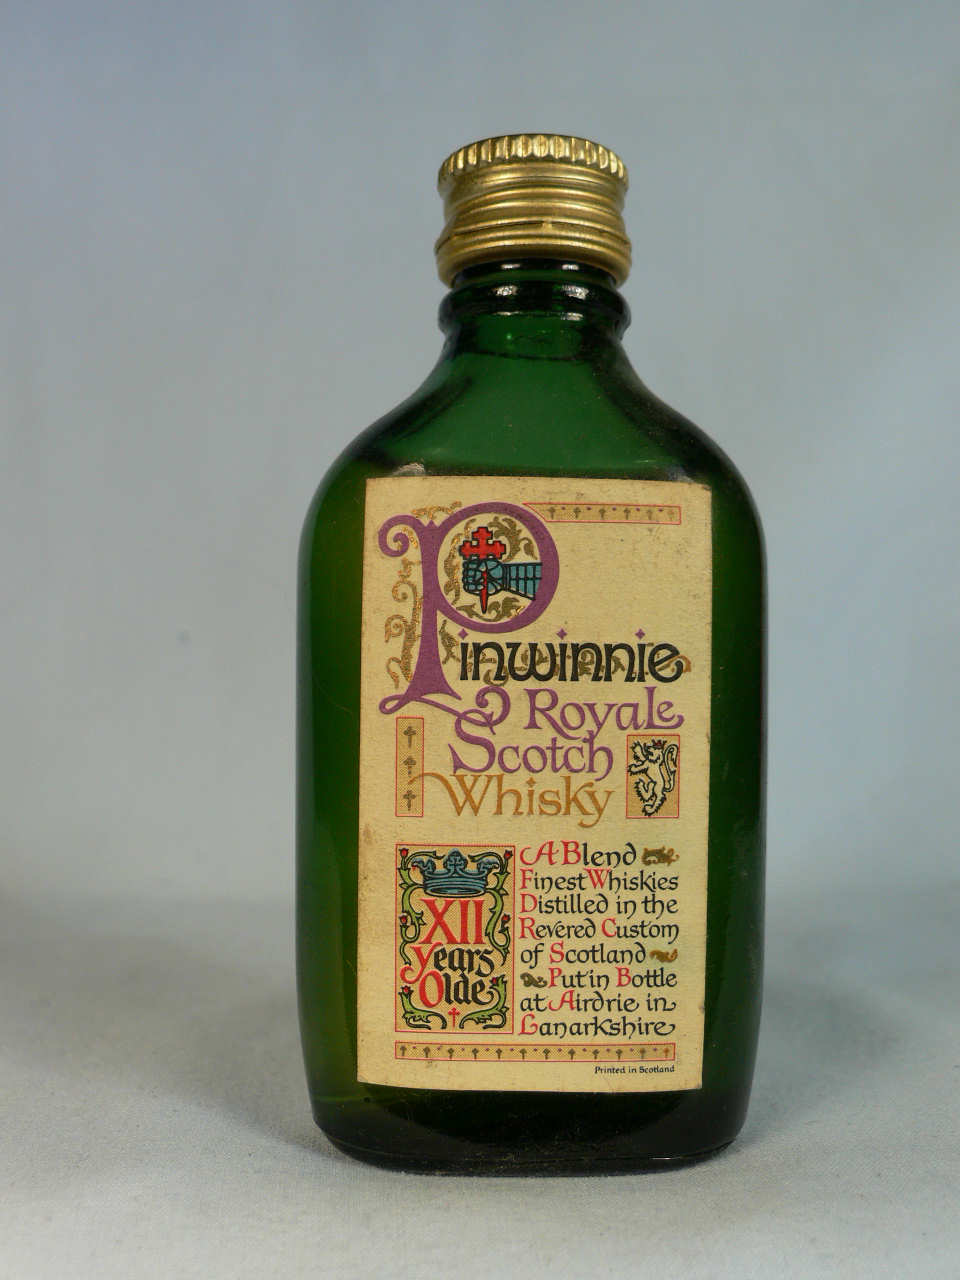 Pinwinnie
Royale
Scotch
Whisky
XII
Years
Olde
A Blend
Finest Whiskies
Distilled in the
Revered Custom
of Scotland
Put in Bottle
at Airdrie in
Lanarkshire
Printed in Scotland